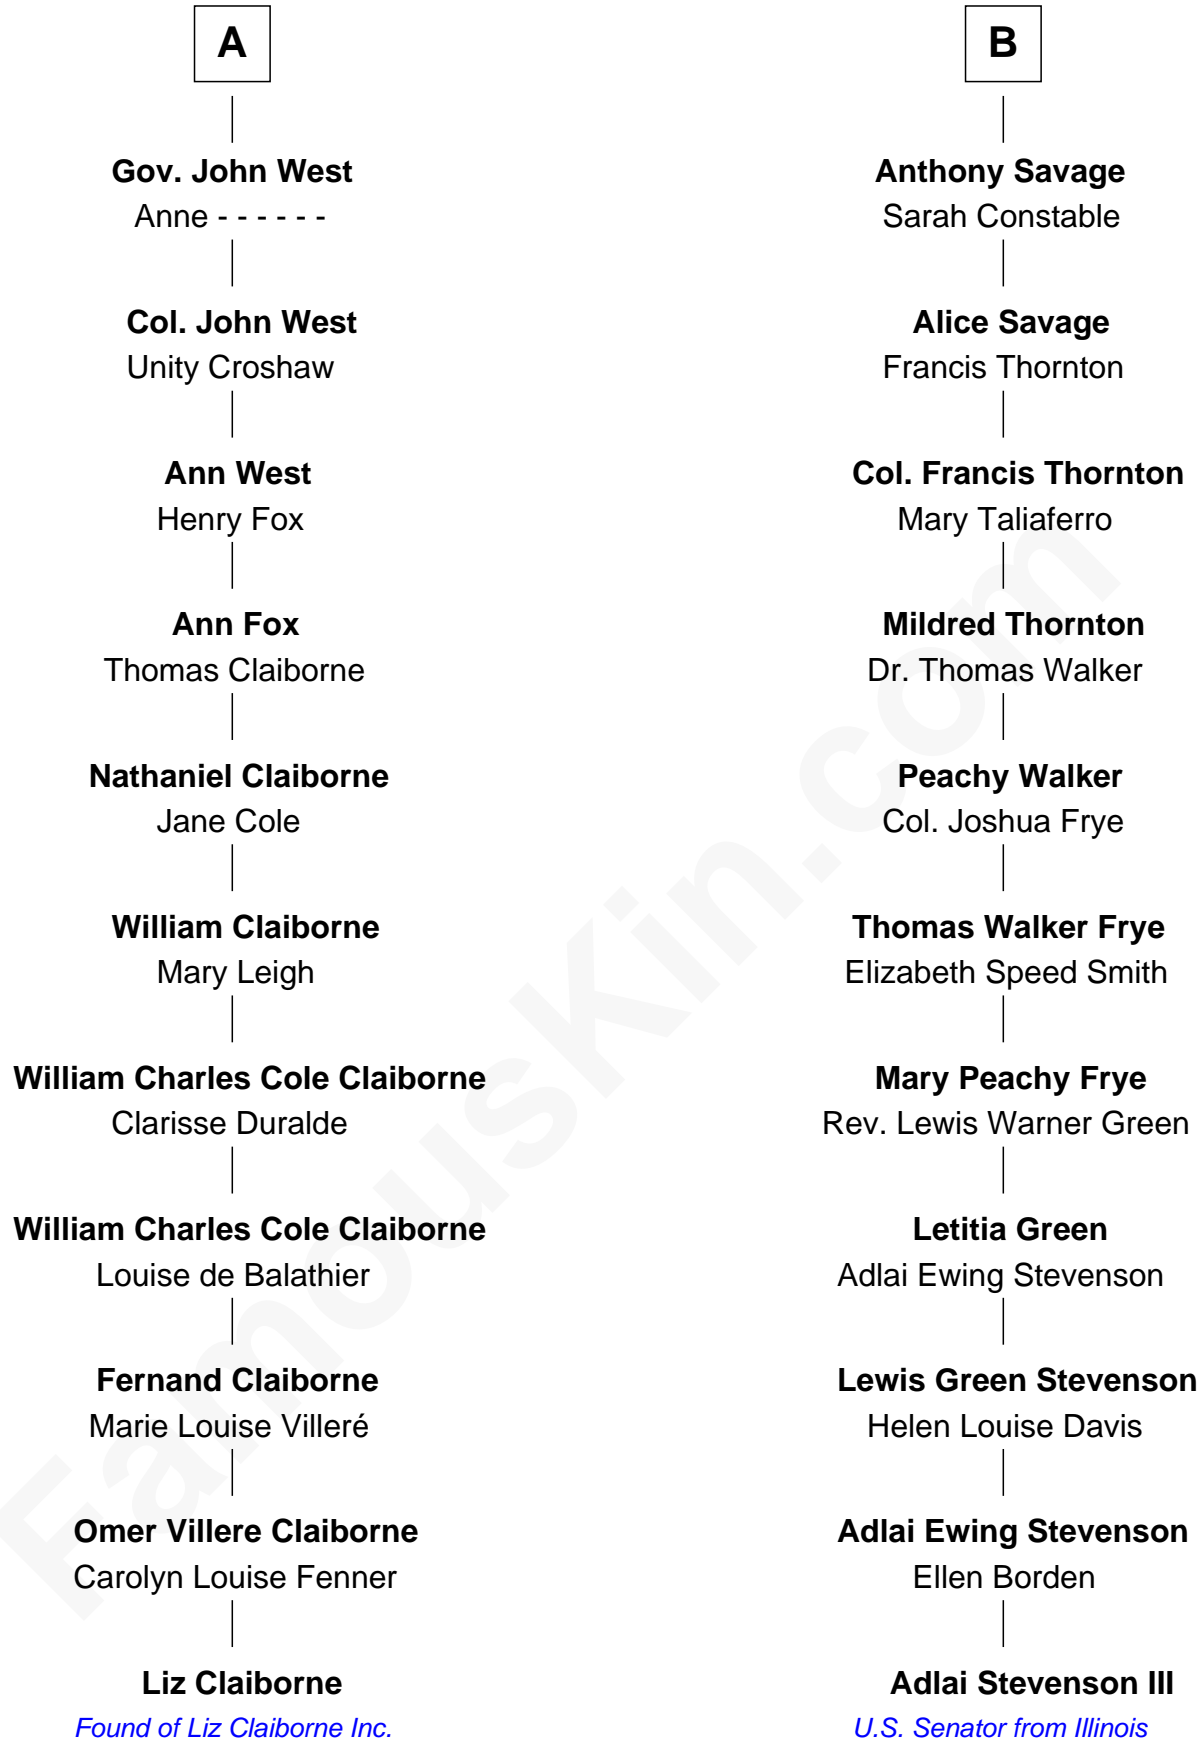 A
Gov. John West
Anne - - - - - -
Col. John West
Unity Croshaw
Ann West
Henry Fox
Ann Fox
Thomas Claiborne
Nathaniel Claiborne
Jane Cole
William Claiborne
Mary Leigh
William Charles Cole Claiborne
Clarisse Duralde
William Charles Cole Claiborne
Louise de Balathier
Fernand Claiborne
Marie Louise Villeré
Omer Villere Claiborne
Carolyn Louise Fenner
Liz Claiborne
Found of Liz Claiborne Inc.
B
Anthony Savage
Sarah Constable
Alice Savage
Francis Thornton
Col. Francis Thornton
Mary Taliaferro
Mildred Thornton
Dr. Thomas Walker
Peachy Walker
Col. Joshua Frye
Thomas Walker Frye
Elizabeth Speed Smith
Mary Peachy Frye
Rev. Lewis Warner Green
Letitia Green
Adlai Ewing Stevenson
Lewis Green Stevenson
Helen Louise Davis
Adlai Ewing Stevenson
Ellen Borden
Adlai Stevenson III
U.S. Senator from Illinois
FamousKin.com